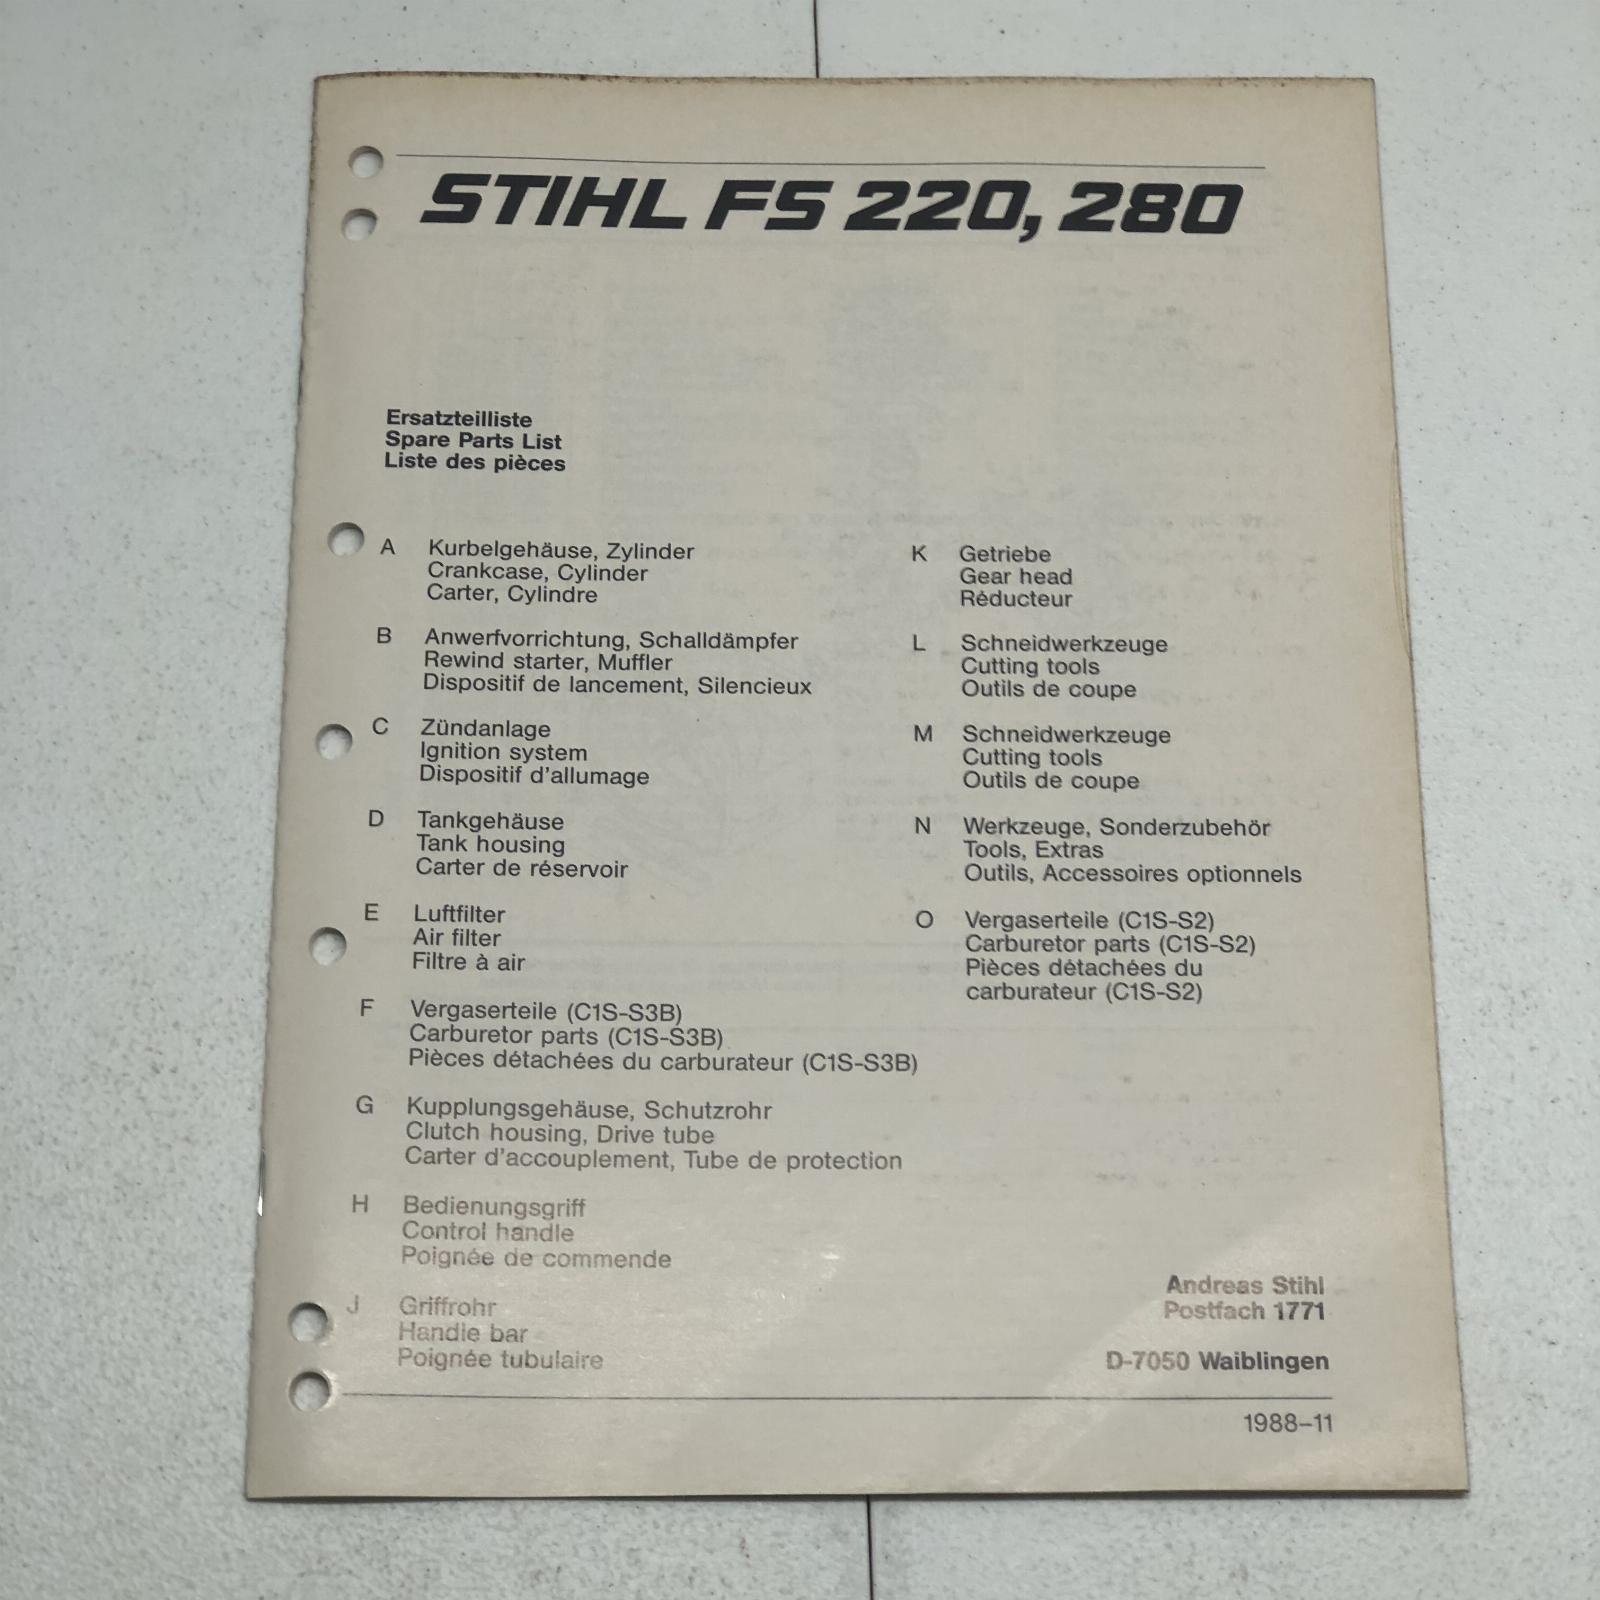 STIHL FS 220, 280
Ersatzteilliste
Spare Parts List
Liste des pièces
A Kurbelgehäuse, Zylinder
Crankcase, Cylinder
Carter, Cylindre
B Anwerfvorrichtung, Schalldämpfer
Rewind starter, Muffler
Dispositif de lancement, Silencieux
C Zündanlage
Ignition system
Dispositif d'allumage
D Tankgehäuse
Tank housing
Carter de réservoir
E Luftfilter
Air filter
Filtre à air
F Vergaserteile (C1S-S3B)
Carburetor parts (C1S-S3B)
Pièces détachées du carburateur (C1S-S3B)
G Kupplungsgehäuse, Schutzrohr
Clutch housing, Drive tube
Carter d'accouplement, Tube de protection
H Bedienungsgriff
Control handle
Poignée de commende
J Griffrohr
Handle bar
Poignée tubulaire
K Getriebe
Gear head
Réducteur
L Schneidwerkzeuge
Cutting tools
Outils de coupe
M Schneidwerkzeuge
Cutting tools
Outils de coupe
N Werkzeuge, Sonderzubehör
Tools, Extras
Outils, Accessoires optionnels
O Vergaserteile (C1S-S2)
Carburetor parts (C1S-S2)
Pièces détachées du
carburateur (C1S-S2)
Andreas Stihl
Postfach 1771
D-7050 Waiblingen
1988-11